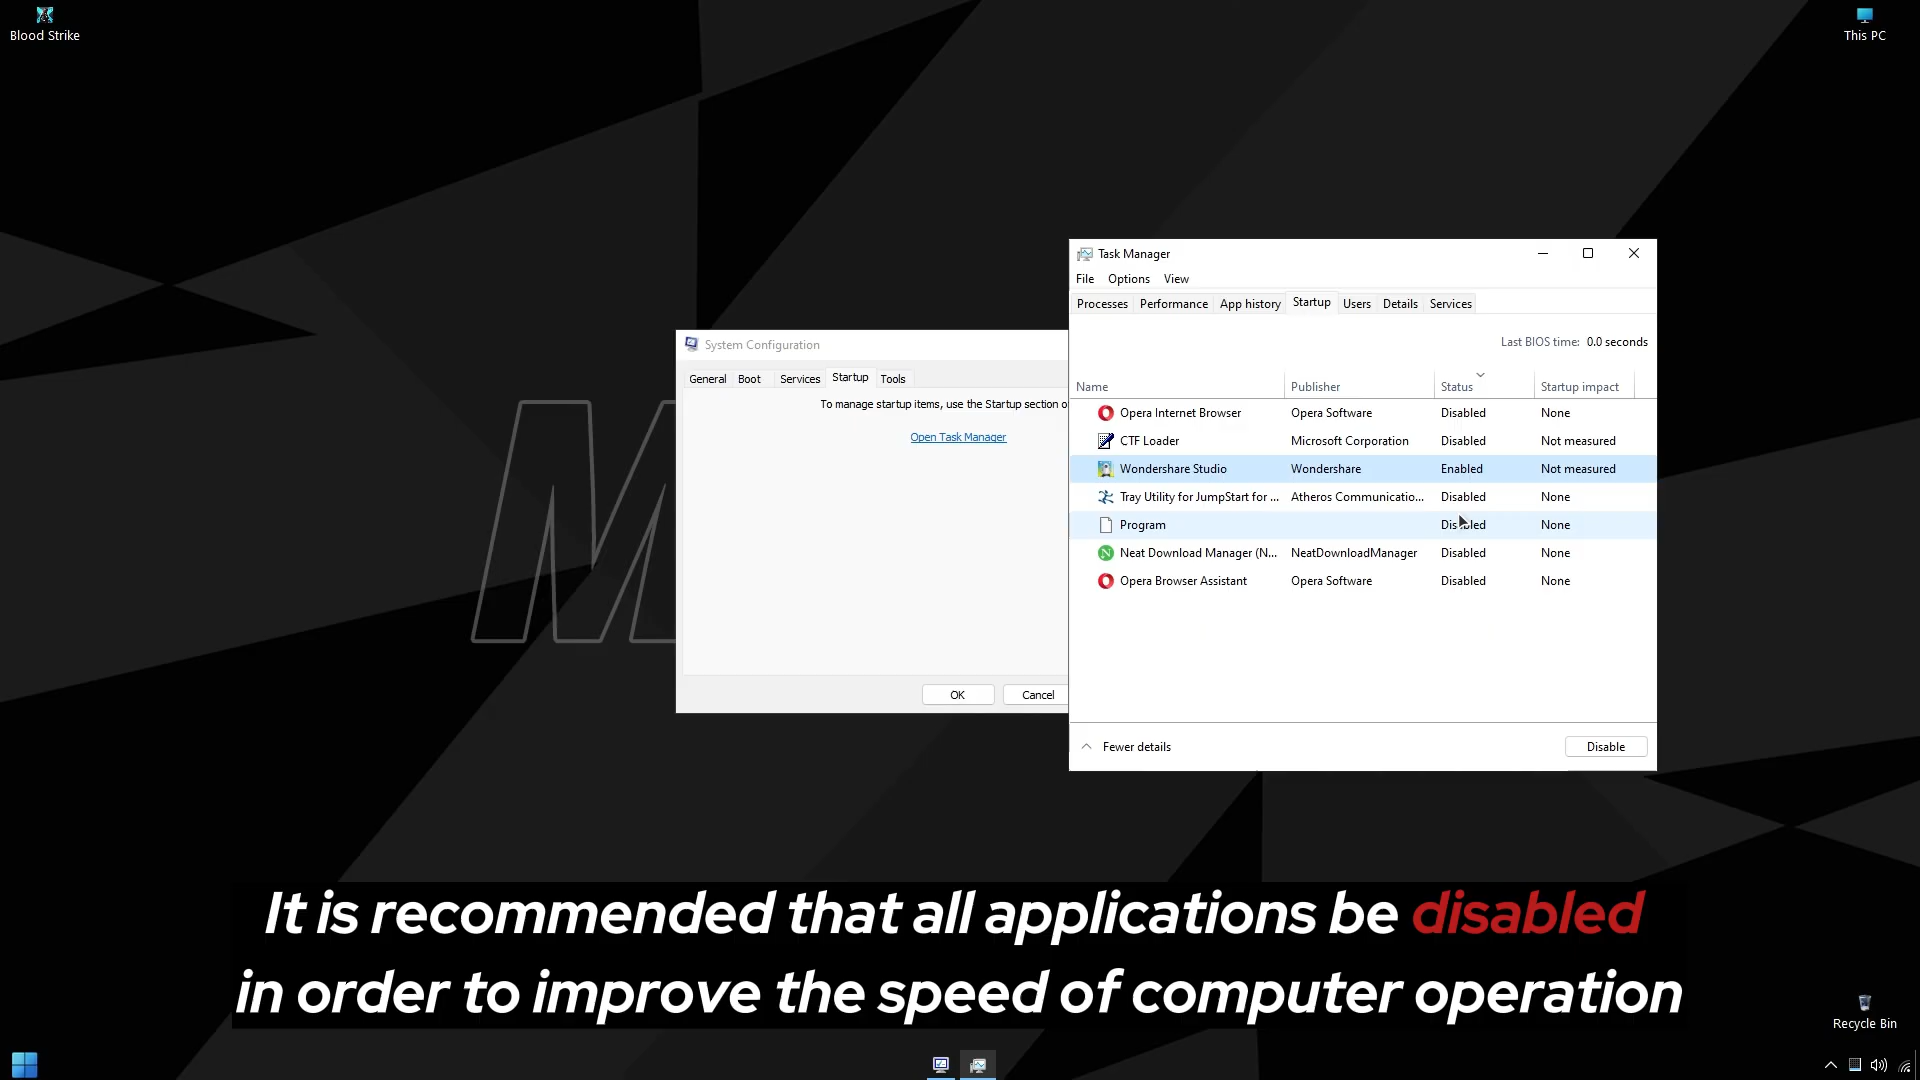 Blood Strike
This PC
Task Manager
File Options View
Processes Performance App history Startup Users Details Services
Last BIOS time: 0.0 seconds
Name Publisher Status Startup impact
Opera Internet Browser Opera Software Disabled None
CTF Loader Microsoft Corporation Disabled Not measured
Wondershare Studio Wondershare Enabled Not measured
Tray Utility for JumpStart for ... Atheros Communicatio... Disabled None
Program Disabled None
Neat Download Manager (N... NeatDownloadManager Disabled None
Opera Browser Assistant Opera Software Disabled None
Fewer details Disable
System Configuration
General Boot Services Startup Tools
To manage startup items, use the Startup section o
Open Task Manager
OK Cancel
M
It is recommended that all applications be disabled
in order to improve the speed of computer operation
Recycle Bin